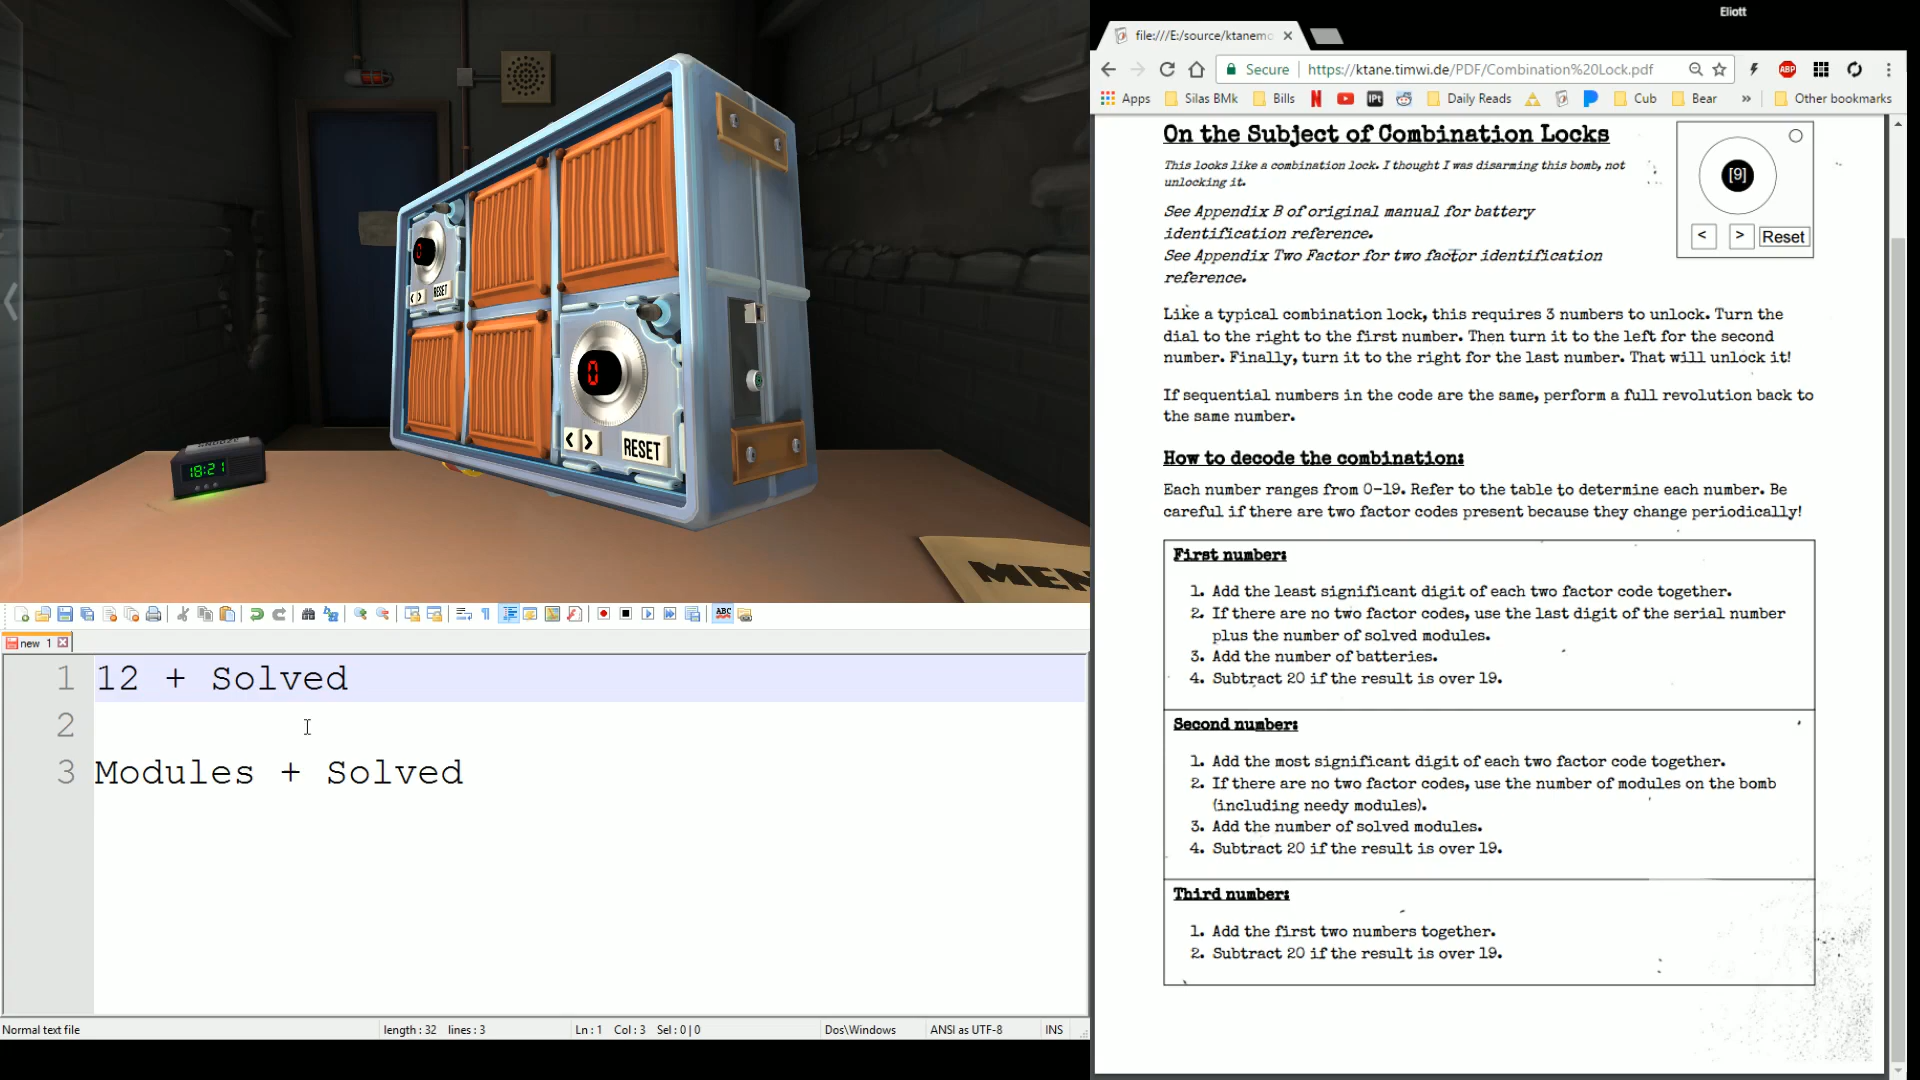 Eliott
file:///E:/source/ktanemo
Secure
https://ktane.timwi.de/PDF/Combination%20Lock.pdf
ABP
Apps
Silas BMk
Bills
Daily Reads
Cub
Bear
»
Other bookmarks
On the Subject of Combination Locks
This looks like a combination lock. I thought I was disarming this bomb, not
unlocking it.
See Appendix B of original manual for battery
identification reference.
See Appendix Two Factor for two factor identification
reference.
[9]
< > Reset
Like a typical combination lock, this requires 3 numbers to unlock. Turn the
dial to the right to the first number. Then turn it to the left for the second
number. Finally, turn it to the right for the last number. That will unlock it!
If sequential numbers in the code are the same, perform a full revolution back to
the same number.
How to decode the combination:
Each number ranges from 0-19. Refer to the table to determine each number. Be
careful if there are two factor codes present because they change periodically!
First number:
1. Add the least significant digit of each two factor code together.
2. If there are no two factor codes, use the last digit of the serial number
plus the number of solved modules.
3. Add the number of batteries.
4. Subtract 20 if the result is over 19.
Second number:
1. Add the most significant digit of each two factor code together.
2. If there are no two factor codes, use the number of modules on the bomb
(including needy modules).
3. Add the number of solved modules.
4. Subtract 20 if the result is over 19.
Third number:
1. Add the first two numbers together.
2. Subtract 20 if the result is over 19.
0
< > RESET
0
< > RESET
SNOOZE
18:21
MEN
new 1
1 12 + Solved
2
3 Modules + Solved
Normal text file
length : 32 lines : 3
Ln : 1 Col : 3 Sel : 0 | 0
Dos\Windows
ANSI as UTF-8
INS